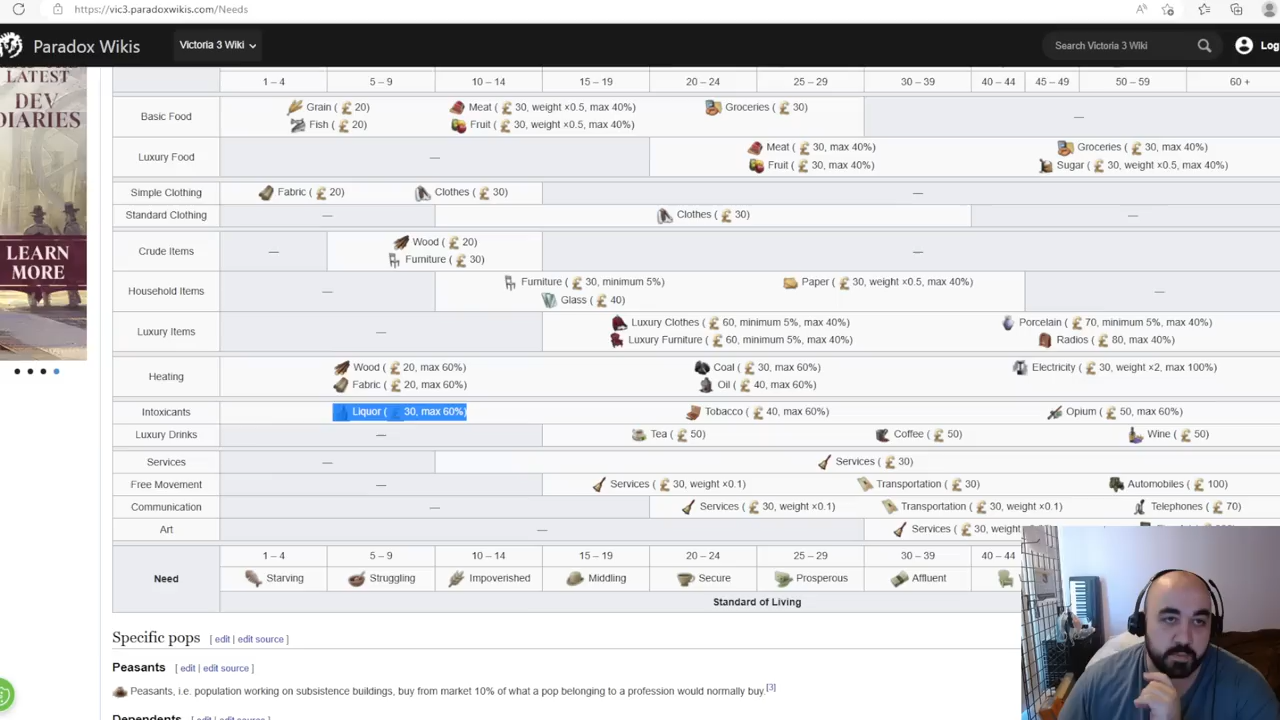 https://vic3.paradoxwikis.com/Needs
Paradox Wikis
Victoria 3 Wiki
Search Victoria 3 Wiki
Log
THE LATEST
DEV
DIARIES
LEARN
MORE
1 – 4 5 – 9 10 – 14 15 – 19 20 – 24 25 – 29 30 – 39 40 – 44 45 – 49 50 – 59 60 +
Basic Food
Grain ( £ 20) Meat ( £ 30, weight ×0.5, max 40%) Groceries ( £ 30)
Fish ( £ 20) Fruit ( £ 30, weight ×0.5, max 40%)
—
Luxury Food
—
Meat ( £ 30, max 40%) Groceries ( £ 30, max 40%)
Fruit ( £ 30, max 40%) Sugar ( £ 30, weight ×0.5, max 40%)
Simple Clothing Fabric ( £ 20) Clothes ( £ 30) —
Standard Clothing — Clothes ( £ 30) —
Crude Items
—
Wood ( £ 20)
Furniture ( £ 30)
—
Household Items
—
Furniture ( £ 30, minimum 5%) Paper ( £ 30, weight ×0.5, max 40%)
Glass ( £ 40)
—
Luxury Items
—
Luxury Clothes ( £ 60, minimum 5%, max 40%) Porcelain ( £ 70, minimum 5%, max 40%)
Luxury Furniture ( £ 60, minimum 5%, max 40%) Radios ( £ 80, max 40%)
Heating
Wood ( £ 20, max 60%) Coal ( £ 30, max 60%) Electricity ( £ 30, weight ×2, max 100%)
Fabric ( £ 20, max 60%) Oil ( £ 40, max 60%)
Intoxicants Liquor ( £ 30, max 60%) Tobacco ( £ 40, max 60%) Opium ( £ 50, max 60%)
Luxury Drinks — Tea ( £ 50) Coffee ( £ 50) Wine ( £ 50)
Services — Services ( £ 30)
Free Movement — Services ( £ 30, weight ×0.1) Transportation ( £ 30) Automobiles ( £ 100)
Communication — Services ( £ 30, weight ×0.1) Transportation ( £ 30, weight ×0.1) Telephones ( £ 70)
Art — Services ( £ 30, weight
Need
1 – 4 5 – 9 10 – 14 15 – 19 20 – 24 25 – 29 30 – 39 40 – 44
Starving Struggling Impoverished Middling Secure Prosperous Affluent
Standard of Living
Specific pops [ edit | edit source ]
Peasants [ edit | edit source ]
Peasants, i.e. population working on subsistence buildings, buy from market 10% of what a pop belonging to a profession would normally buy.[3]
Dependents [ edit | edit source ]